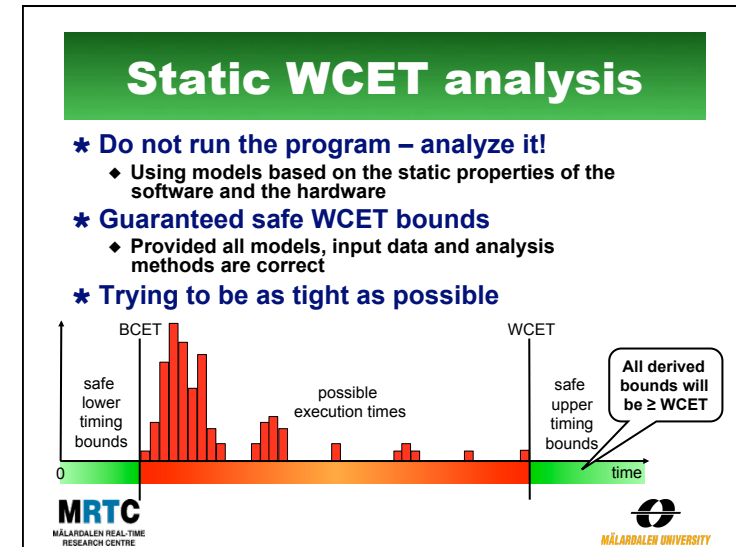 Static WCET analysis
* Do not run the program – analyze it!
◆ Using models based on the static properties of the
software and the hardware
* Guaranteed safe WCET bounds
◆ Provided all models, input data and analysis
methods are correct
* Trying to be as tight as possible
BCET
WCET
safe
lower
timing
bounds
possible
execution times
safe
upper
timing
bounds
All derived
bounds will
be ≥ WCET
0
time
MRTC
MÄLARDALEN REAL-TIME
RESEARCH CENTRE
MÄLARDALEN UNIVERSITY